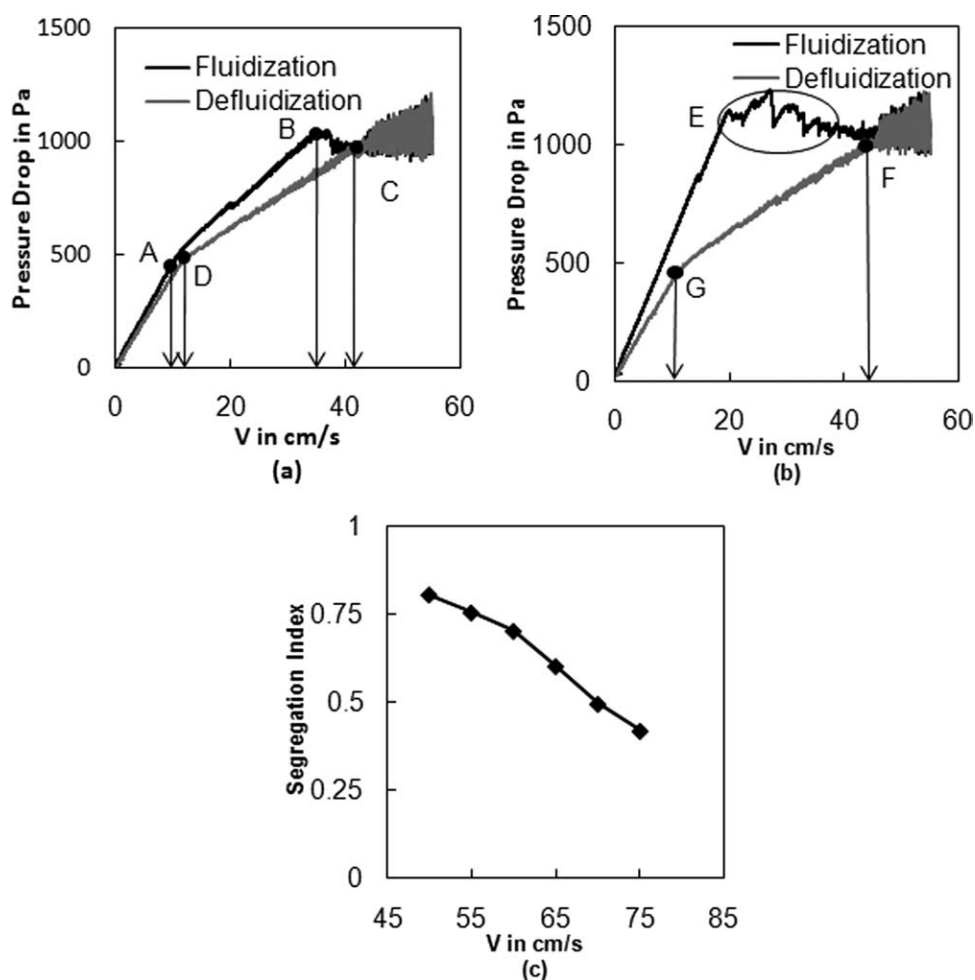 1500
1000
500
0
Pressure Drop in Pa
Fluidization
Defluidization
A
B
C
D
0
20
40
60
V in cm/s
(a)
1500
1000
500
0
Pressure Drop in Pa
Fluidization
Defluidization
E
F
G
0
20
40
60
V in cm/s
(b)
1
0.75
0.5
0.25
0
Segregation Index
45
55
65
75
85
V in cm/s
(c)